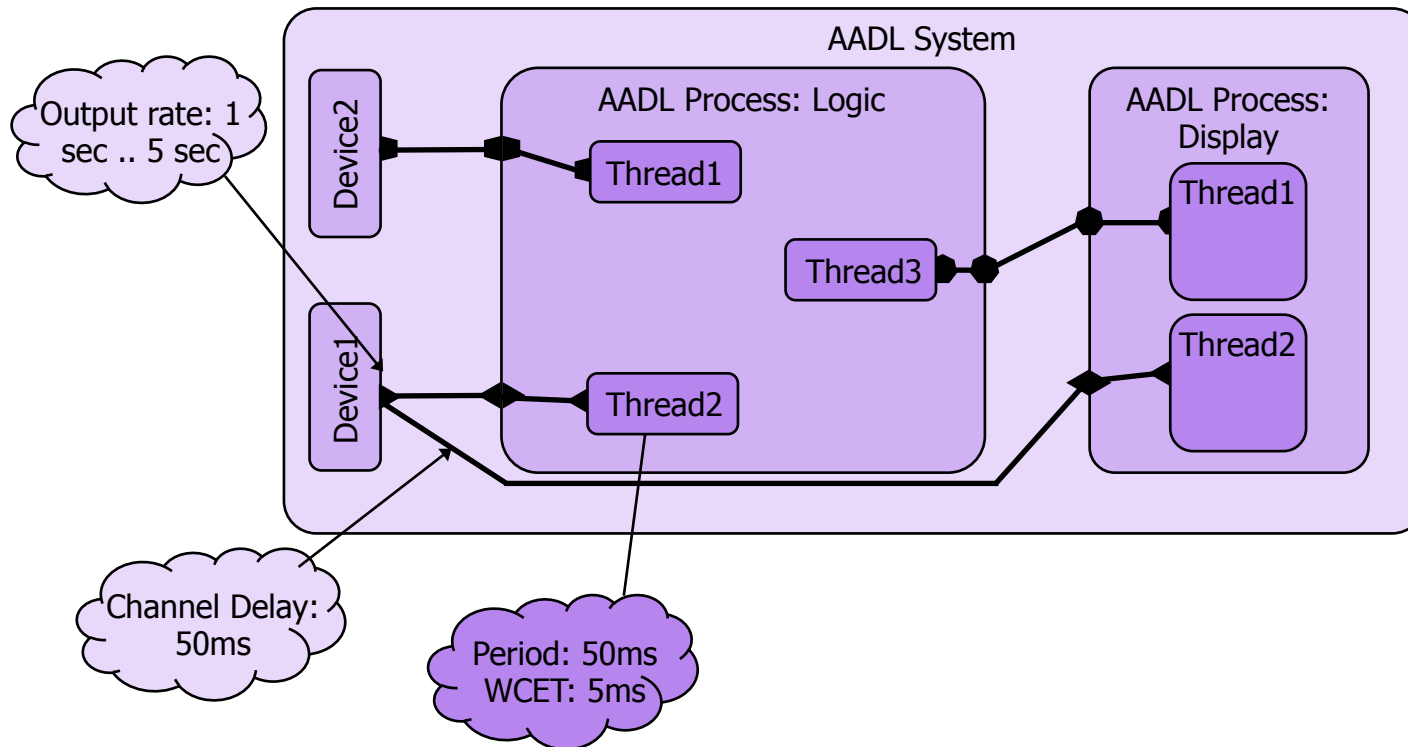 AADL System
Output rate: 1
sec .. 5 sec
Device2
AADL Process: Logic
Thread1
Thread3
AADL Process:
Display
Thread1
Thread2
Device1
Thread2
Channel Delay:
50ms
Period: 50ms
WCET: 5ms